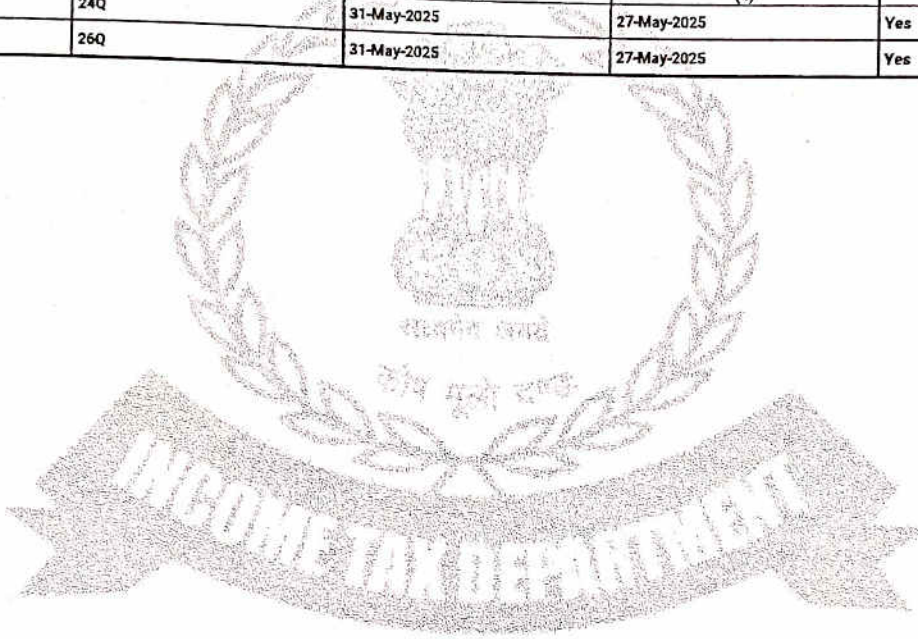 24Q 31-May-2025 27-May-2025 Yes
26Q 31-May-2025 27-May-2025 Yes
सत्यमेव जयते
कोष मूलो दण्डः
INCOME TAX DEPARTMENT